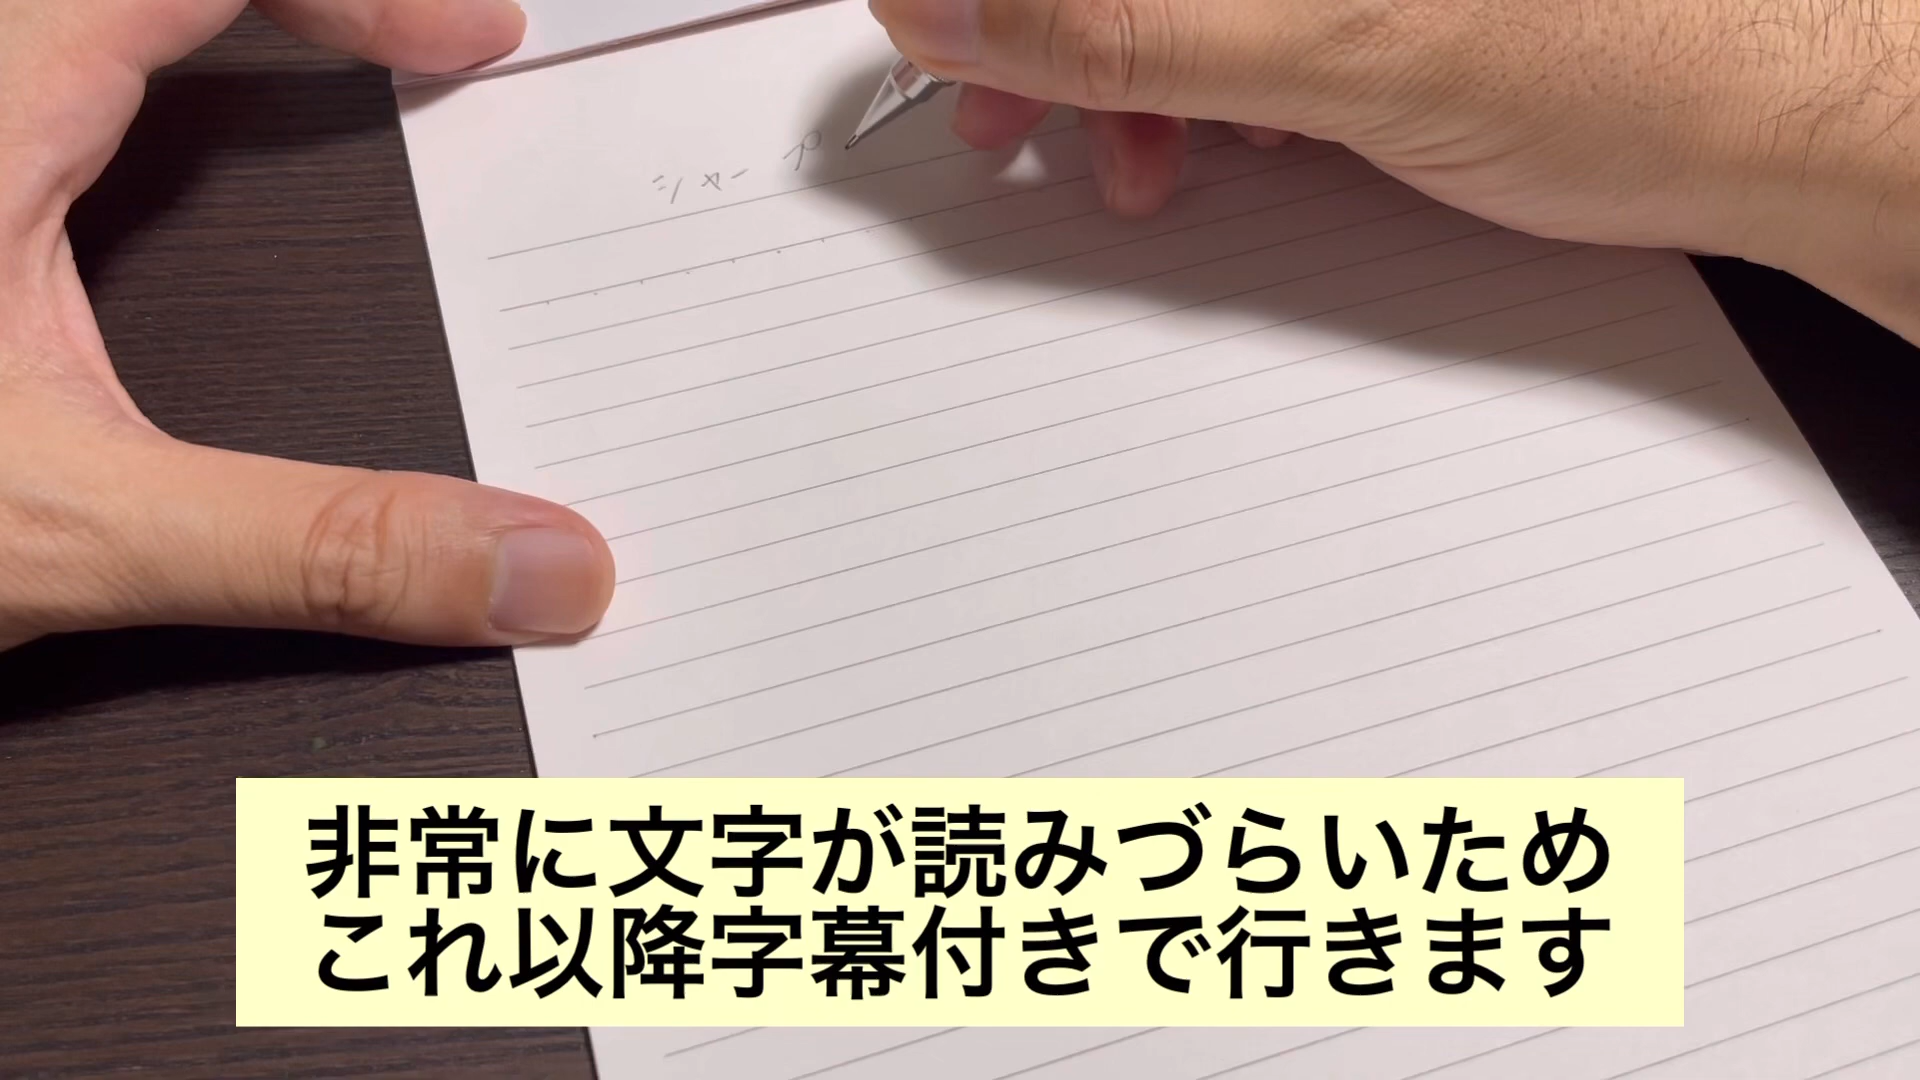 シャー ペ
非常に文字が読みづらいため
これ以降字幕付きで行きます